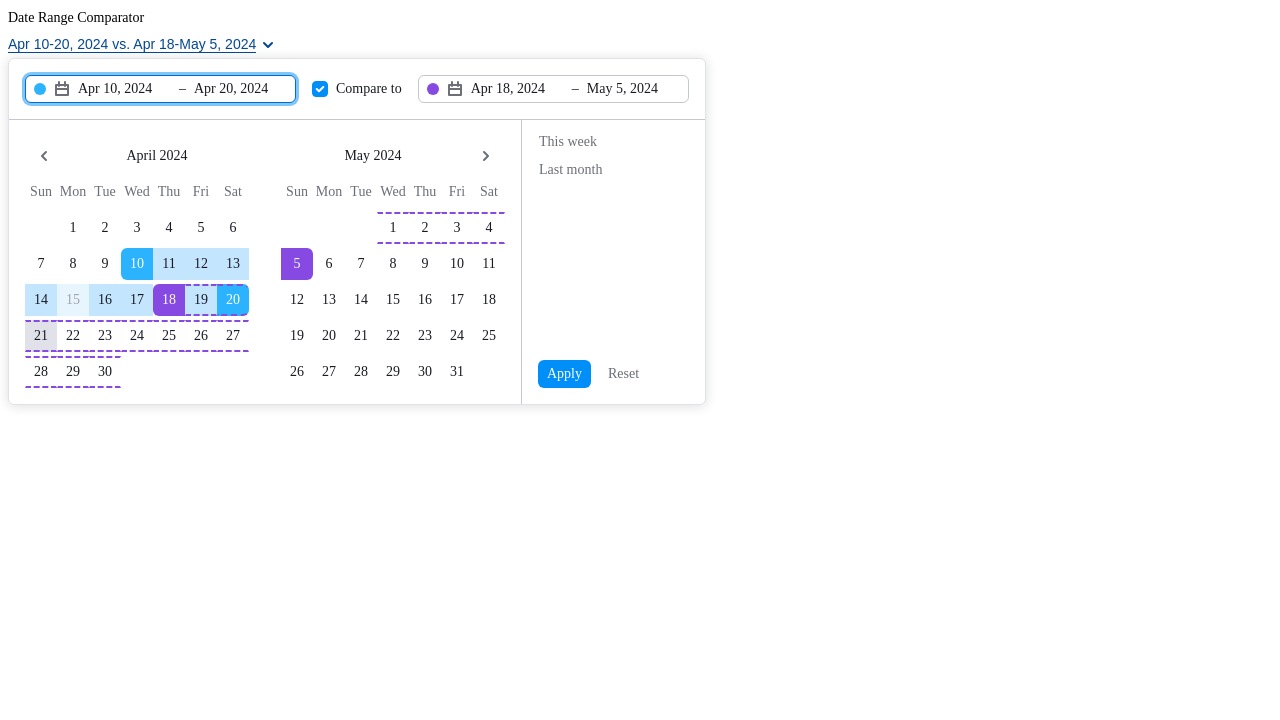 Date Range Comparator
Apr 10-20, 2024 vs. Apr 18-May 5, 2024
Apr 10, 2024 – Apr 20, 2024 Compare to Apr 18, 2024 – May 5, 2024
April 2024 May 2024
Sun Mon Tue Wed Thu Fri Sat Sun Mon Tue Wed Thu Fri Sat
1 2 3 4 5 6 1 2 3 4
7 8 9 10 11 12 13 5 6 7 8 9 10 11
14 15 16 17 18 19 20 12 13 14 15 16 17 18
21 22 23 24 25 26 27 19 20 21 22 23 24 25
28 29 30 26 27 28 29 30 31
This week
Last month
Apply Reset